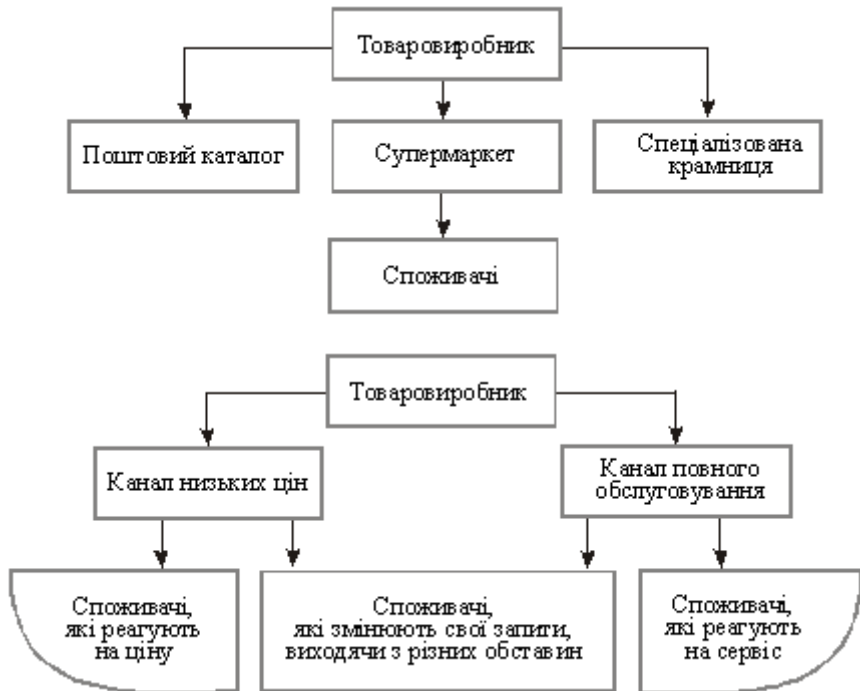 Товаровиробник
Поштовий каталог
Супермаркет
Спеціалізована
крамниця
Споживачі
Товаровиробник
Канал низьких цін
Канал повного
обслуговування
Споживачі,
які реагують
на ціну
Споживачі,
які змінюють свої запити,
виходячи з різних обставин
Споживачі,
які реагують
на сервіс